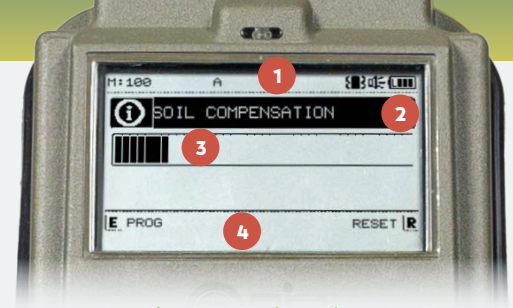 M:100 A 1
i SOIL COMPENSATION 2
3
E PROG 4 RESET R